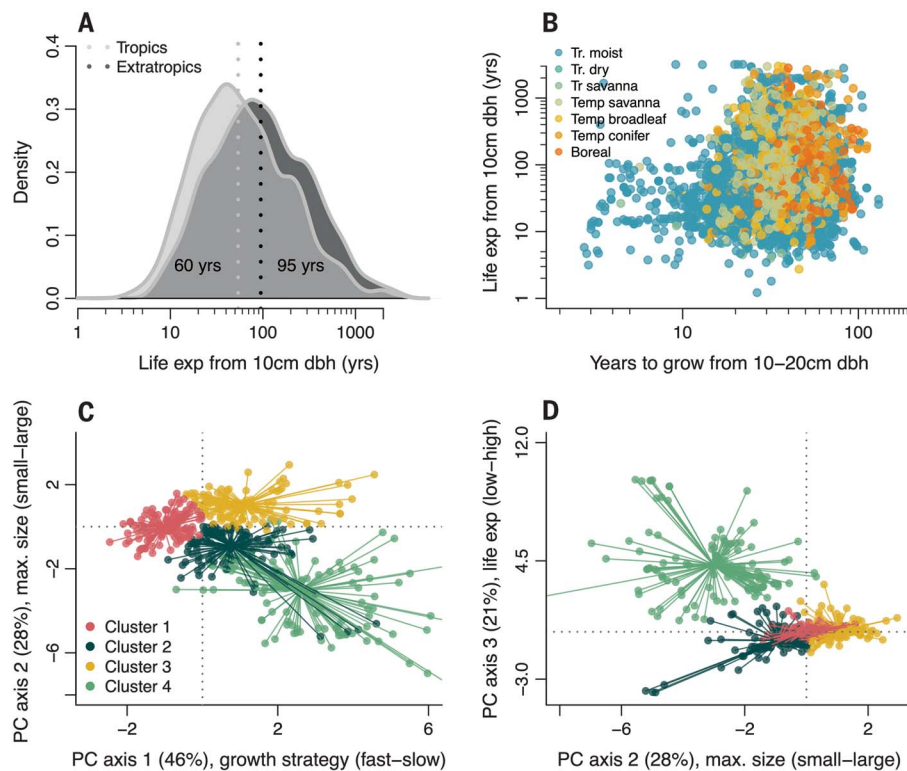 A
Density
0.4
0.3
0.2
0.1
0.0
Tropics
Extratropics
60 yrs
95 yrs
1
10
100
1000
Life exp from 10cm dbh (yrs)
B
Life exp from 10cm dbh (yrs)
1000
100
10
1
Tr. moist
Tr. dry
Tr savanna
Temp savanna
Temp broadleaf
Temp conifer
Boreal
10
100
Years to grow from 10–20cm dbh
C
PC axis 2 (28%), max. size (small–large)
2
−2
−6
Cluster 1
Cluster 2
Cluster 3
Cluster 4
−2
2
6
PC axis 1 (46%), growth strategy (fast–slow)
D
PC axis 3 (21%), life exp (low–high)
12.0
4.5
−3.0
−6
−2
2
PC axis 2 (28%), max. size (small–large)